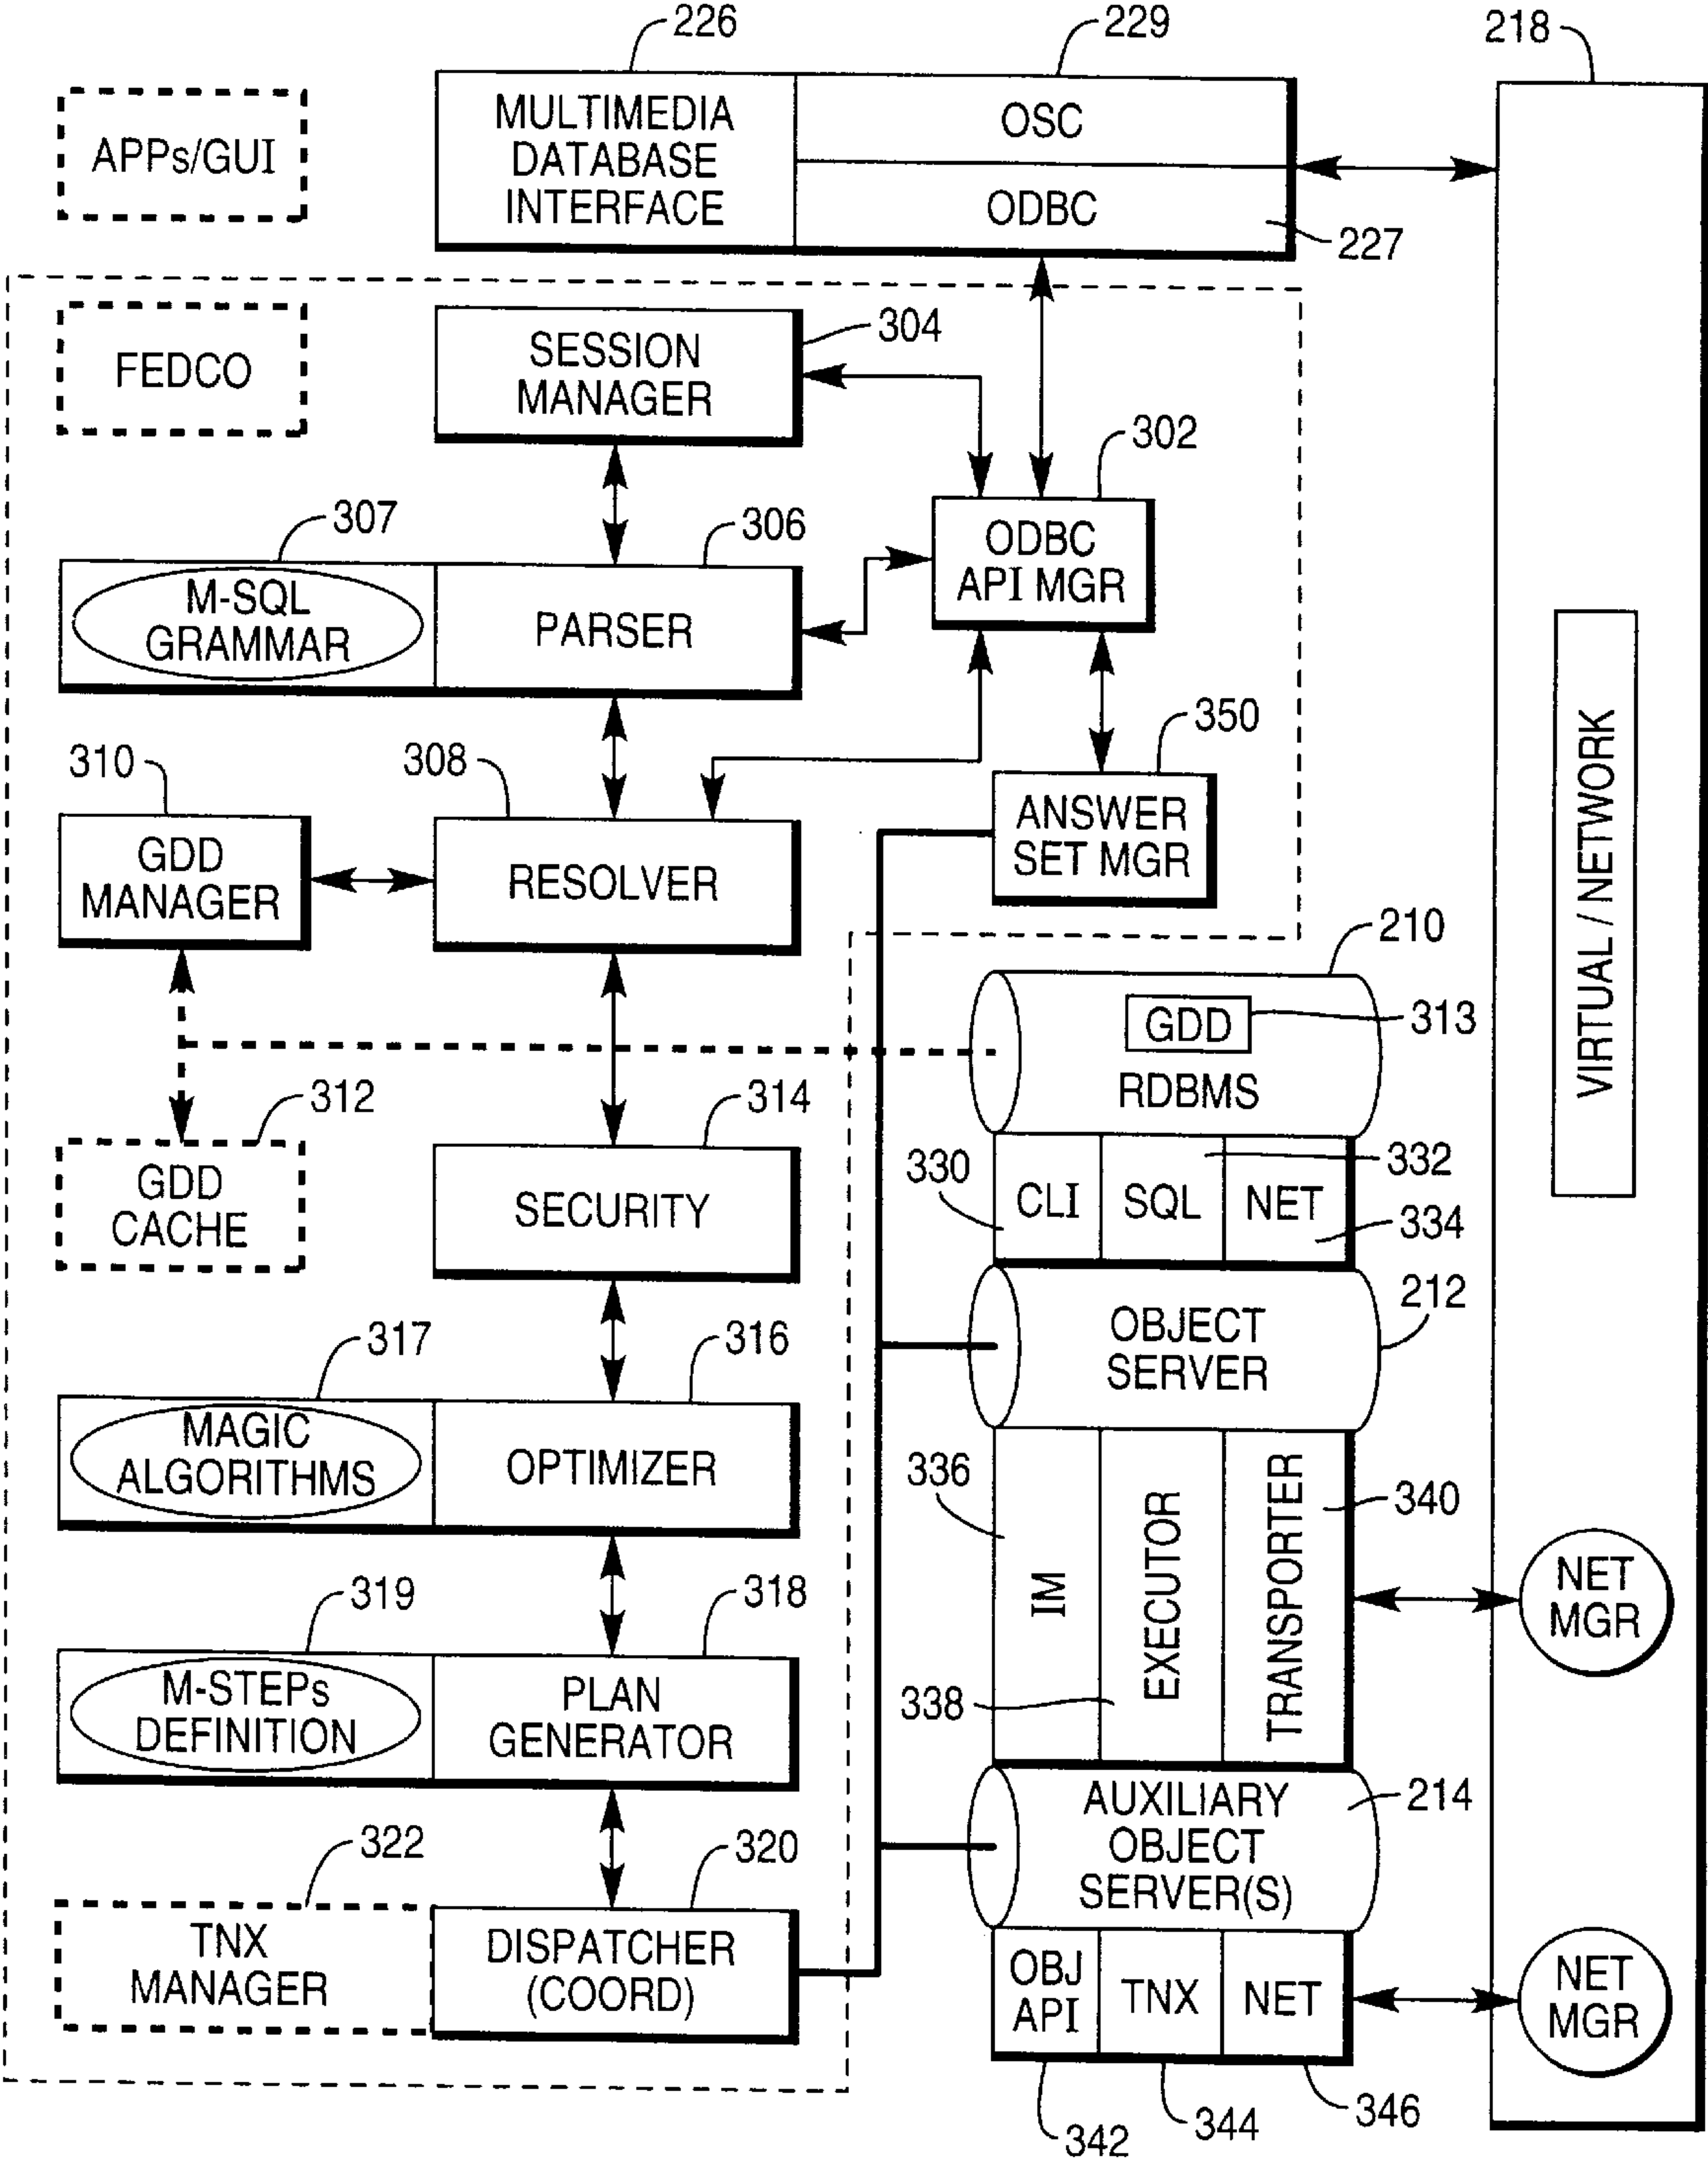 226
229
218
APPs/GUI
MULTIMEDIA
DATABASE
INTERFACE
OSC
ODBC
227
FEDCO
SESSION
MANAGER
304
302
307
306
M-SQL
GRAMMAR
PARSER
ODBC
API MGR
310
308
350
GDD
MANAGER
RESOLVER
ANSWER
SET MGR
VIRTUAL / NETWORK
210
GDD
313
RDBMS
312
314
GDD
CACHE
SECURITY
330
332
CLI
SQL
NET
334
212
OBJECT
SERVER
317
316
MAGIC
ALGORITHMS
OPTIMIZER
336
IM
EXECUTOR
TRANSPORTER
340
338
NET
MGR
319
318
M-STEPs
DEFINITION
PLAN
GENERATOR
214
AUXILIARY
OBJECT
SERVER(S)
322
320
TNX
MANAGER
DISPATCHER
(COORD)
OBJ
API
TNX
NET
NET
MGR
342
344
346